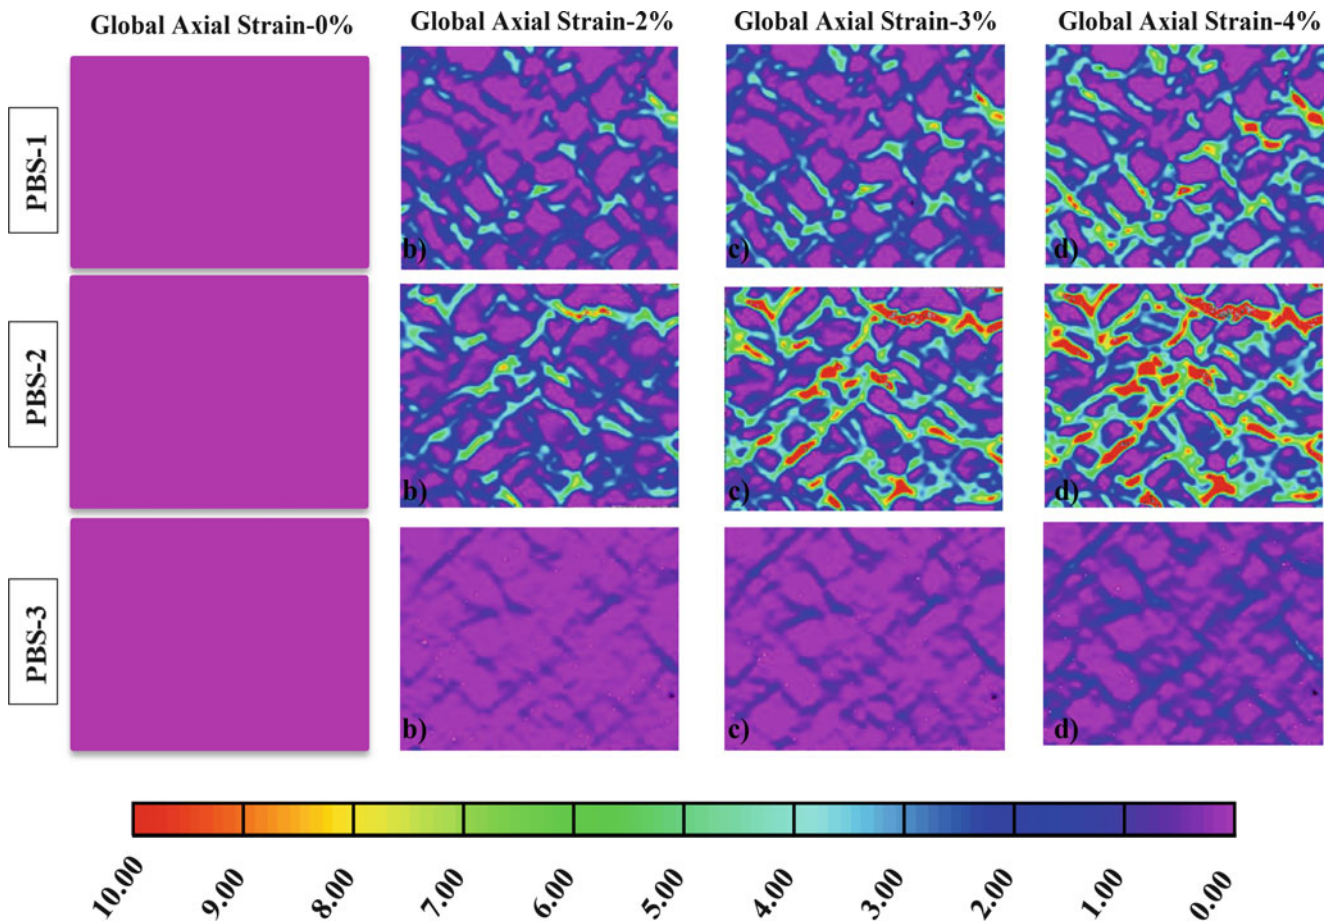 Global Axial Strain-0% Global Axial Strain-2% Global Axial Strain-3% Global Axial Strain-4%
PBS-1
b) c) d)
PBS-2
b) c) d)
PBS-3
b) c) d)
10.00 9.00 8.00 7.00 6.00 5.00 4.00 3.00 2.00 1.00 0.00